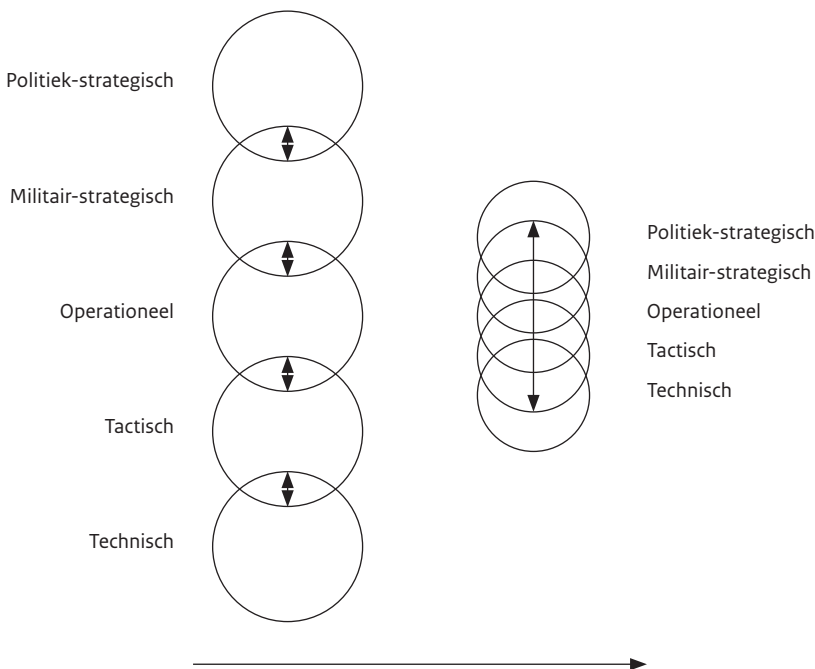 Politiek-strategisch
Militair-strategisch
Operationeel
Tactisch
Technisch
Politiek-strategisch
Militair-strategisch
Operationeel
Tactisch
Technisch